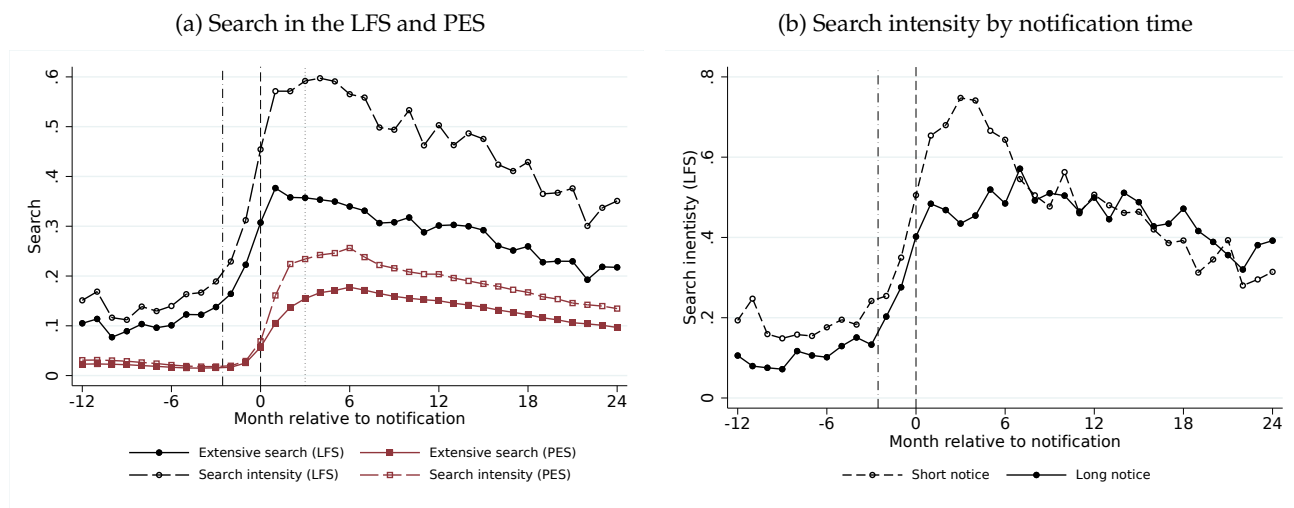 (a) Search in the LFS and PES
.6
.5
.4
.3
.2
.1
0
Search
-12 -6 0 6 12 18 24
Month relative to notification
Extensive search (LFS) Extensive search (PES)
Search intensity (LFS) Search intensity (PES)
(b) Search intensity by notification time
.8
.6
.4
.2
0
Search inentisty (LFS)
-12 -6 0 6 12 18 24
Month relative to notification
Short notice Long notice